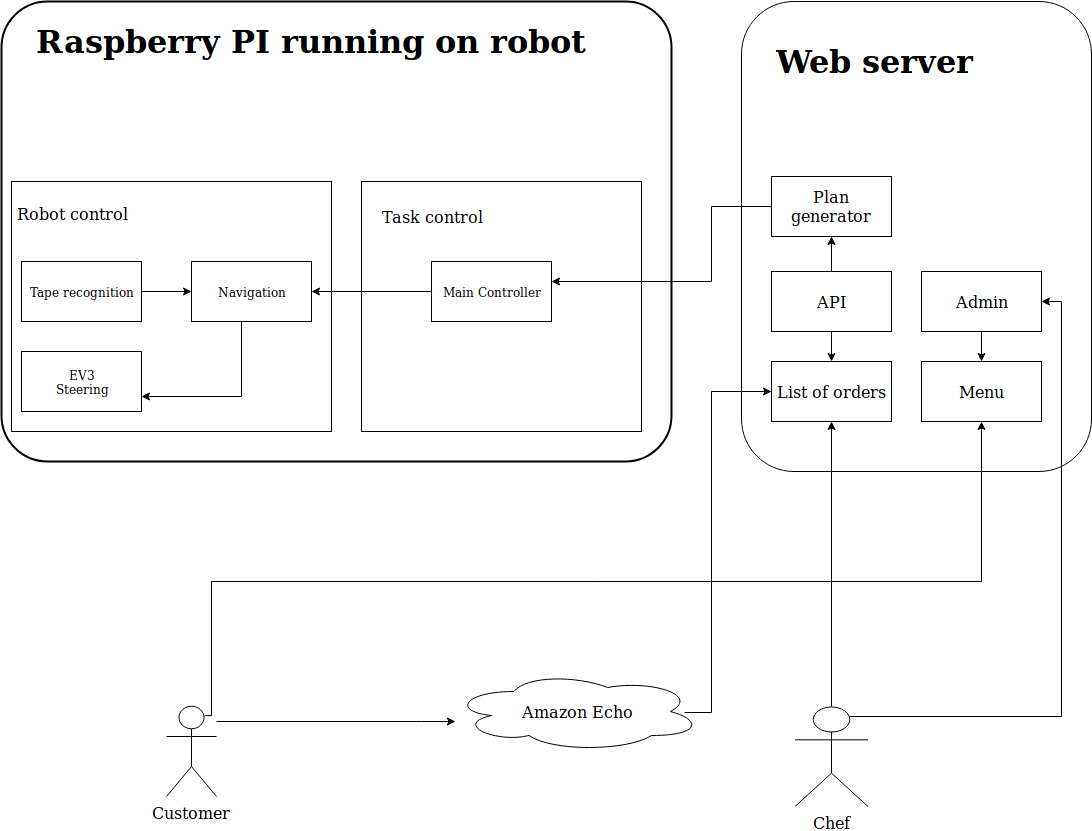 Raspberry PI running on robot
Web server
Robot control
Task control
Plan
generator
Tape recognition
Navigation
Main Controller
API
Admin
EV3
Steering
List of orders
Menu
Amazon Echo
Customer
Chef